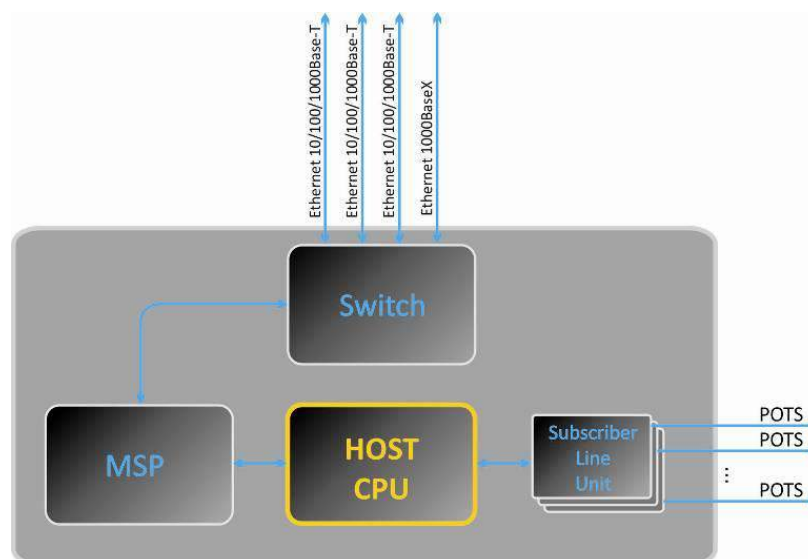 Ethernet 10/100/1000Base-T
Ethernet 10/100/1000Base-T
Ethernet 10/100/1000Base-T
Ethernet 1000BaseX
Switch
MSP
HOST
CPU
Subscriber
Line
Unit
POTS
POTS
...
POTS